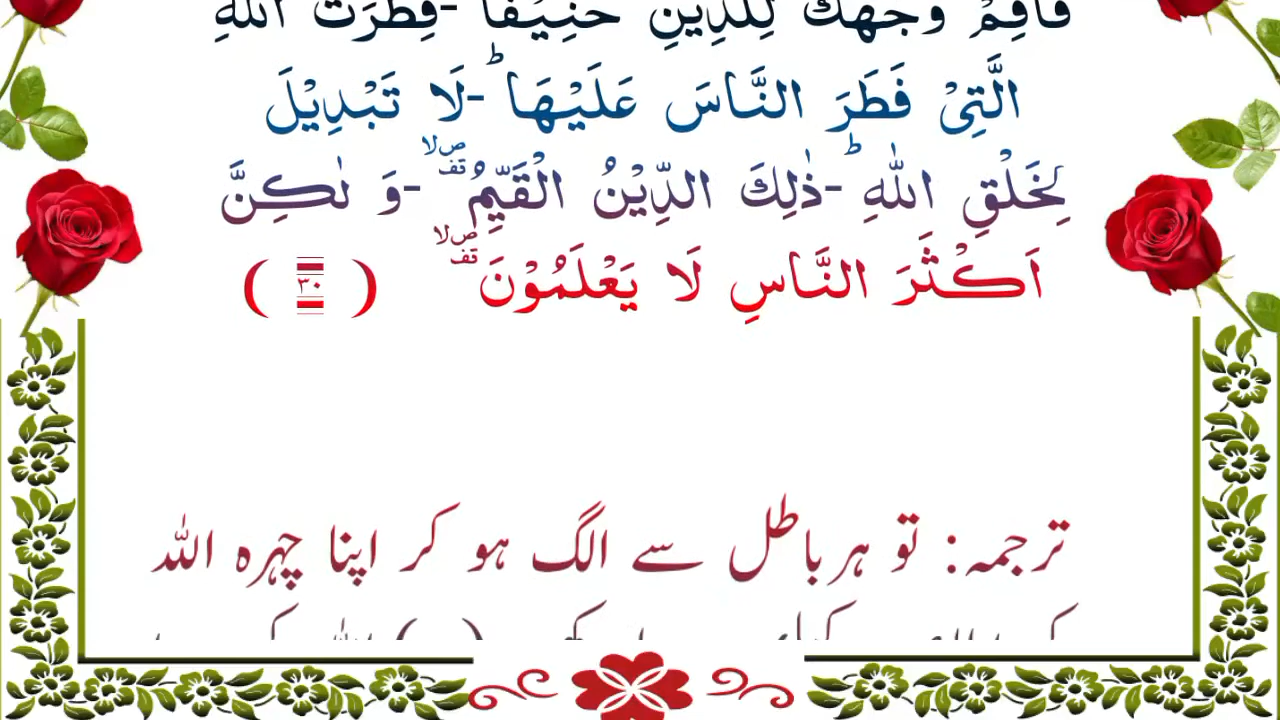 فَاَقِمْ وَجْهَكَ لِلدِّیْنِ حَنِیْفًاؕ-فِطْرَتَ اللّٰهِ
الَّتِیْ فَطَرَ النَّاسَ عَلَیْهَاؕ-لَا تَبْدِیْلَ
لِخَلْقِ اللّٰهِؕ-ذٰلِكَ الدِّیْنُ الْقَیِّمُۗۙ-وَ لٰكِنَّ
اَكْثَرَ النَّاسِ لَا یَعْلَمُوْنَۗۙ (۳۰)
ترجمہ: تو ہر باطل سے الگ ہو کر اپنا چہرہ اللہ